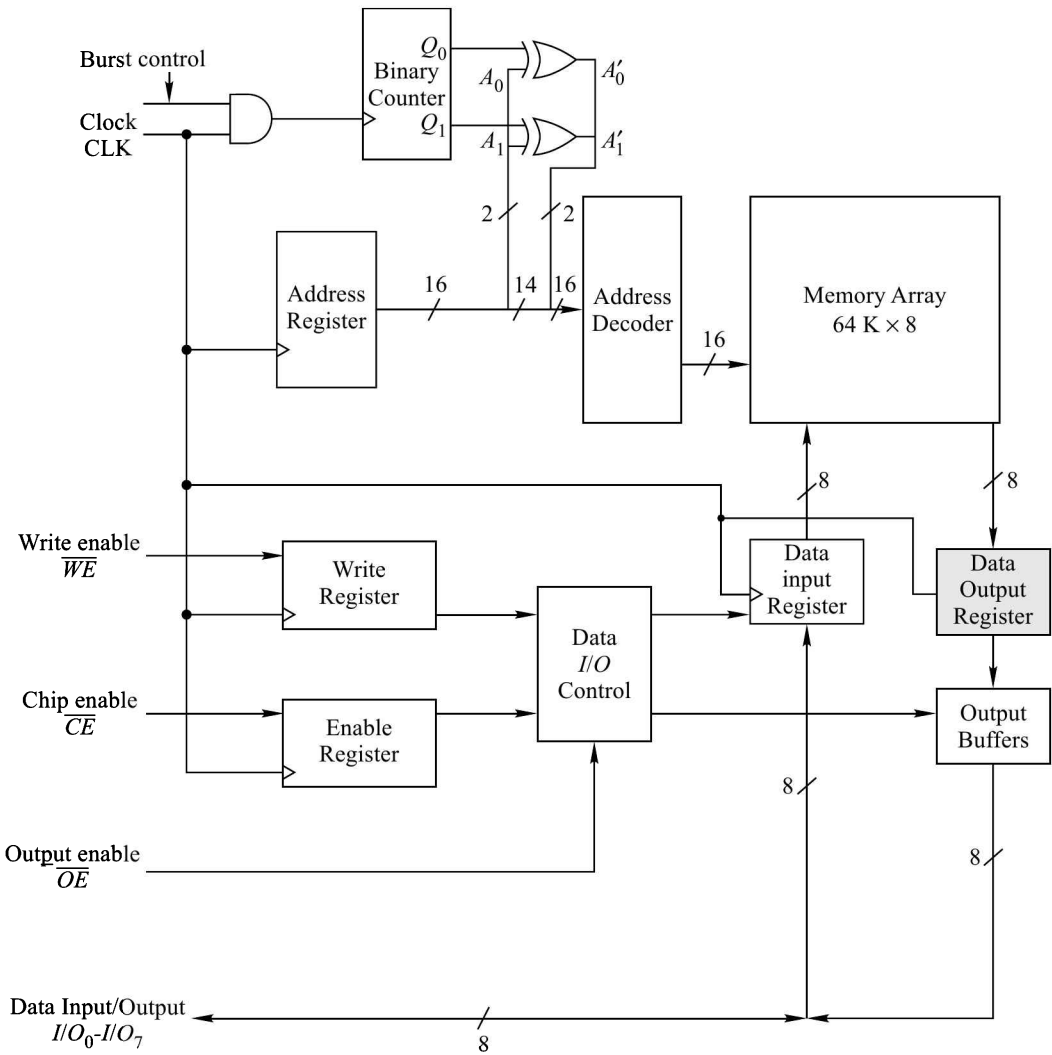 Burst control
Clock
CLK
Q0
Binary
Counter
Q1
A0
A1
A′0
A′1
2
2
Address
Register
16
14
16
Address
Decoder
16
Memory Array
64 K × 8
8
8
Write enable
WE
Write
Register
Data
input
Register
Data
Output
Register
Data
I/O
Control
Chip enable
CE
Enable
Register
Output
Buffers
8
Output enable
OE
8
Data Input/Output
I/O0-I/O7
8